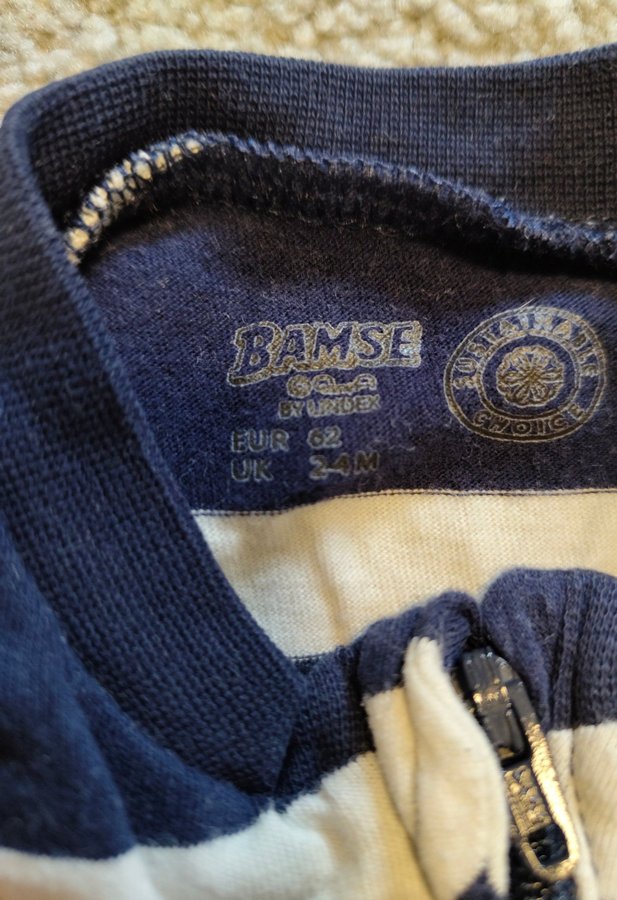 BAMSE
BY LINDEX
EUR 62
UK 2-4M
SUSTAINABLE
CHOICE